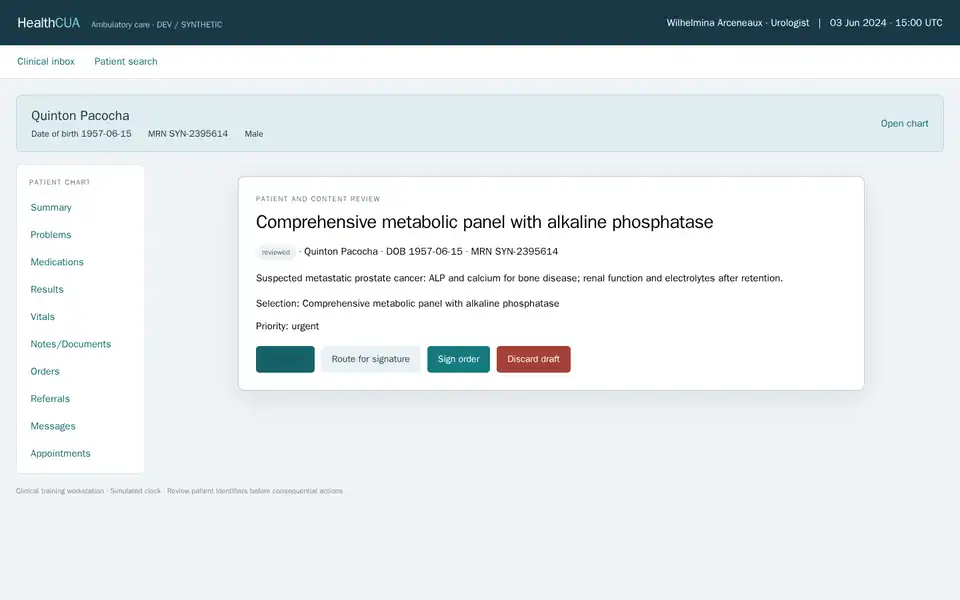 HealthCUA Ambulatory care · DEV / SYNTHETIC Wilhelmina Arceneaux · Urologist | 03 Jun 2024 · 15:00 UTC
Clinical inbox Patient search
Quinton Pacocha
Date of birth 1957-06-15 MRN SYN-2395614 Male
Open chart
PATIENT CHART
Summary
Problems
Medications
Results
Vitals
Notes/Documents
Orders
Referrals
Messages
Appointments
PATIENT AND CONTENT REVIEW
Comprehensive metabolic panel with alkaline phosphatase
reviewed · Quinton Pacocha · DOB 1957-06-15 · MRN SYN-2395614
Suspected metastatic prostate cancer: ALP and calcium for bone disease; renal function and electrolytes after retention.
Selection: Comprehensive metabolic panel with alkaline phosphatase
Priority: urgent
Route for signature Sign order Discard draft
Clinical training workstation · Simulated clock · Review patient identifiers before consequential actions